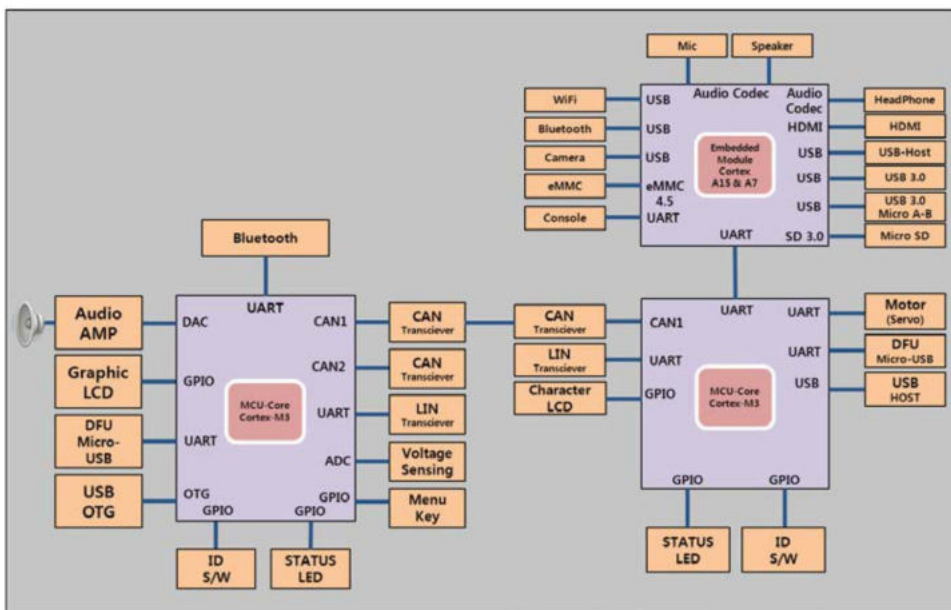 Mic
Speaker
Audio Codec
Audio
Codec
WiFi
USB
HeadPhone
Bluetooth
USB
HDMI
HDMI
Camera
USB
Embedded
Module
Cortex
A15 & A7
USB
USB-Host
eMMC
eMMC
4.5
USB
USB 3.0
Console
UART
USB
USB 3.0
Micro A-B
UART
SD 3.0
Micro SD
Bluetooth
UART
Audio
AMP
DAC
CAN1
CAN
Transciever
Graphic
LCD
GPIO
CAN2
CAN
Transciever
MCU-Core
Cortex-M3
DFU
Micro-
USB
UART
UART
LIN
Transciever
ADC
Voltage
Sensing
USB
OTG
OTG
GPIO
GPIO
GPIO
Menu
Key
ID
S/W
STATUS
LED
UART
CAN
Transciever
CAN1
UART
Motor
(Servo)
LIN
Transciever
UART
UART
DFU
Micro-USB
Character
LCD
GPIO
MCU-Core
Cortex-M3
USB
USB
HOST
GPIO
GPIO
STATUS
LED
ID
S/W